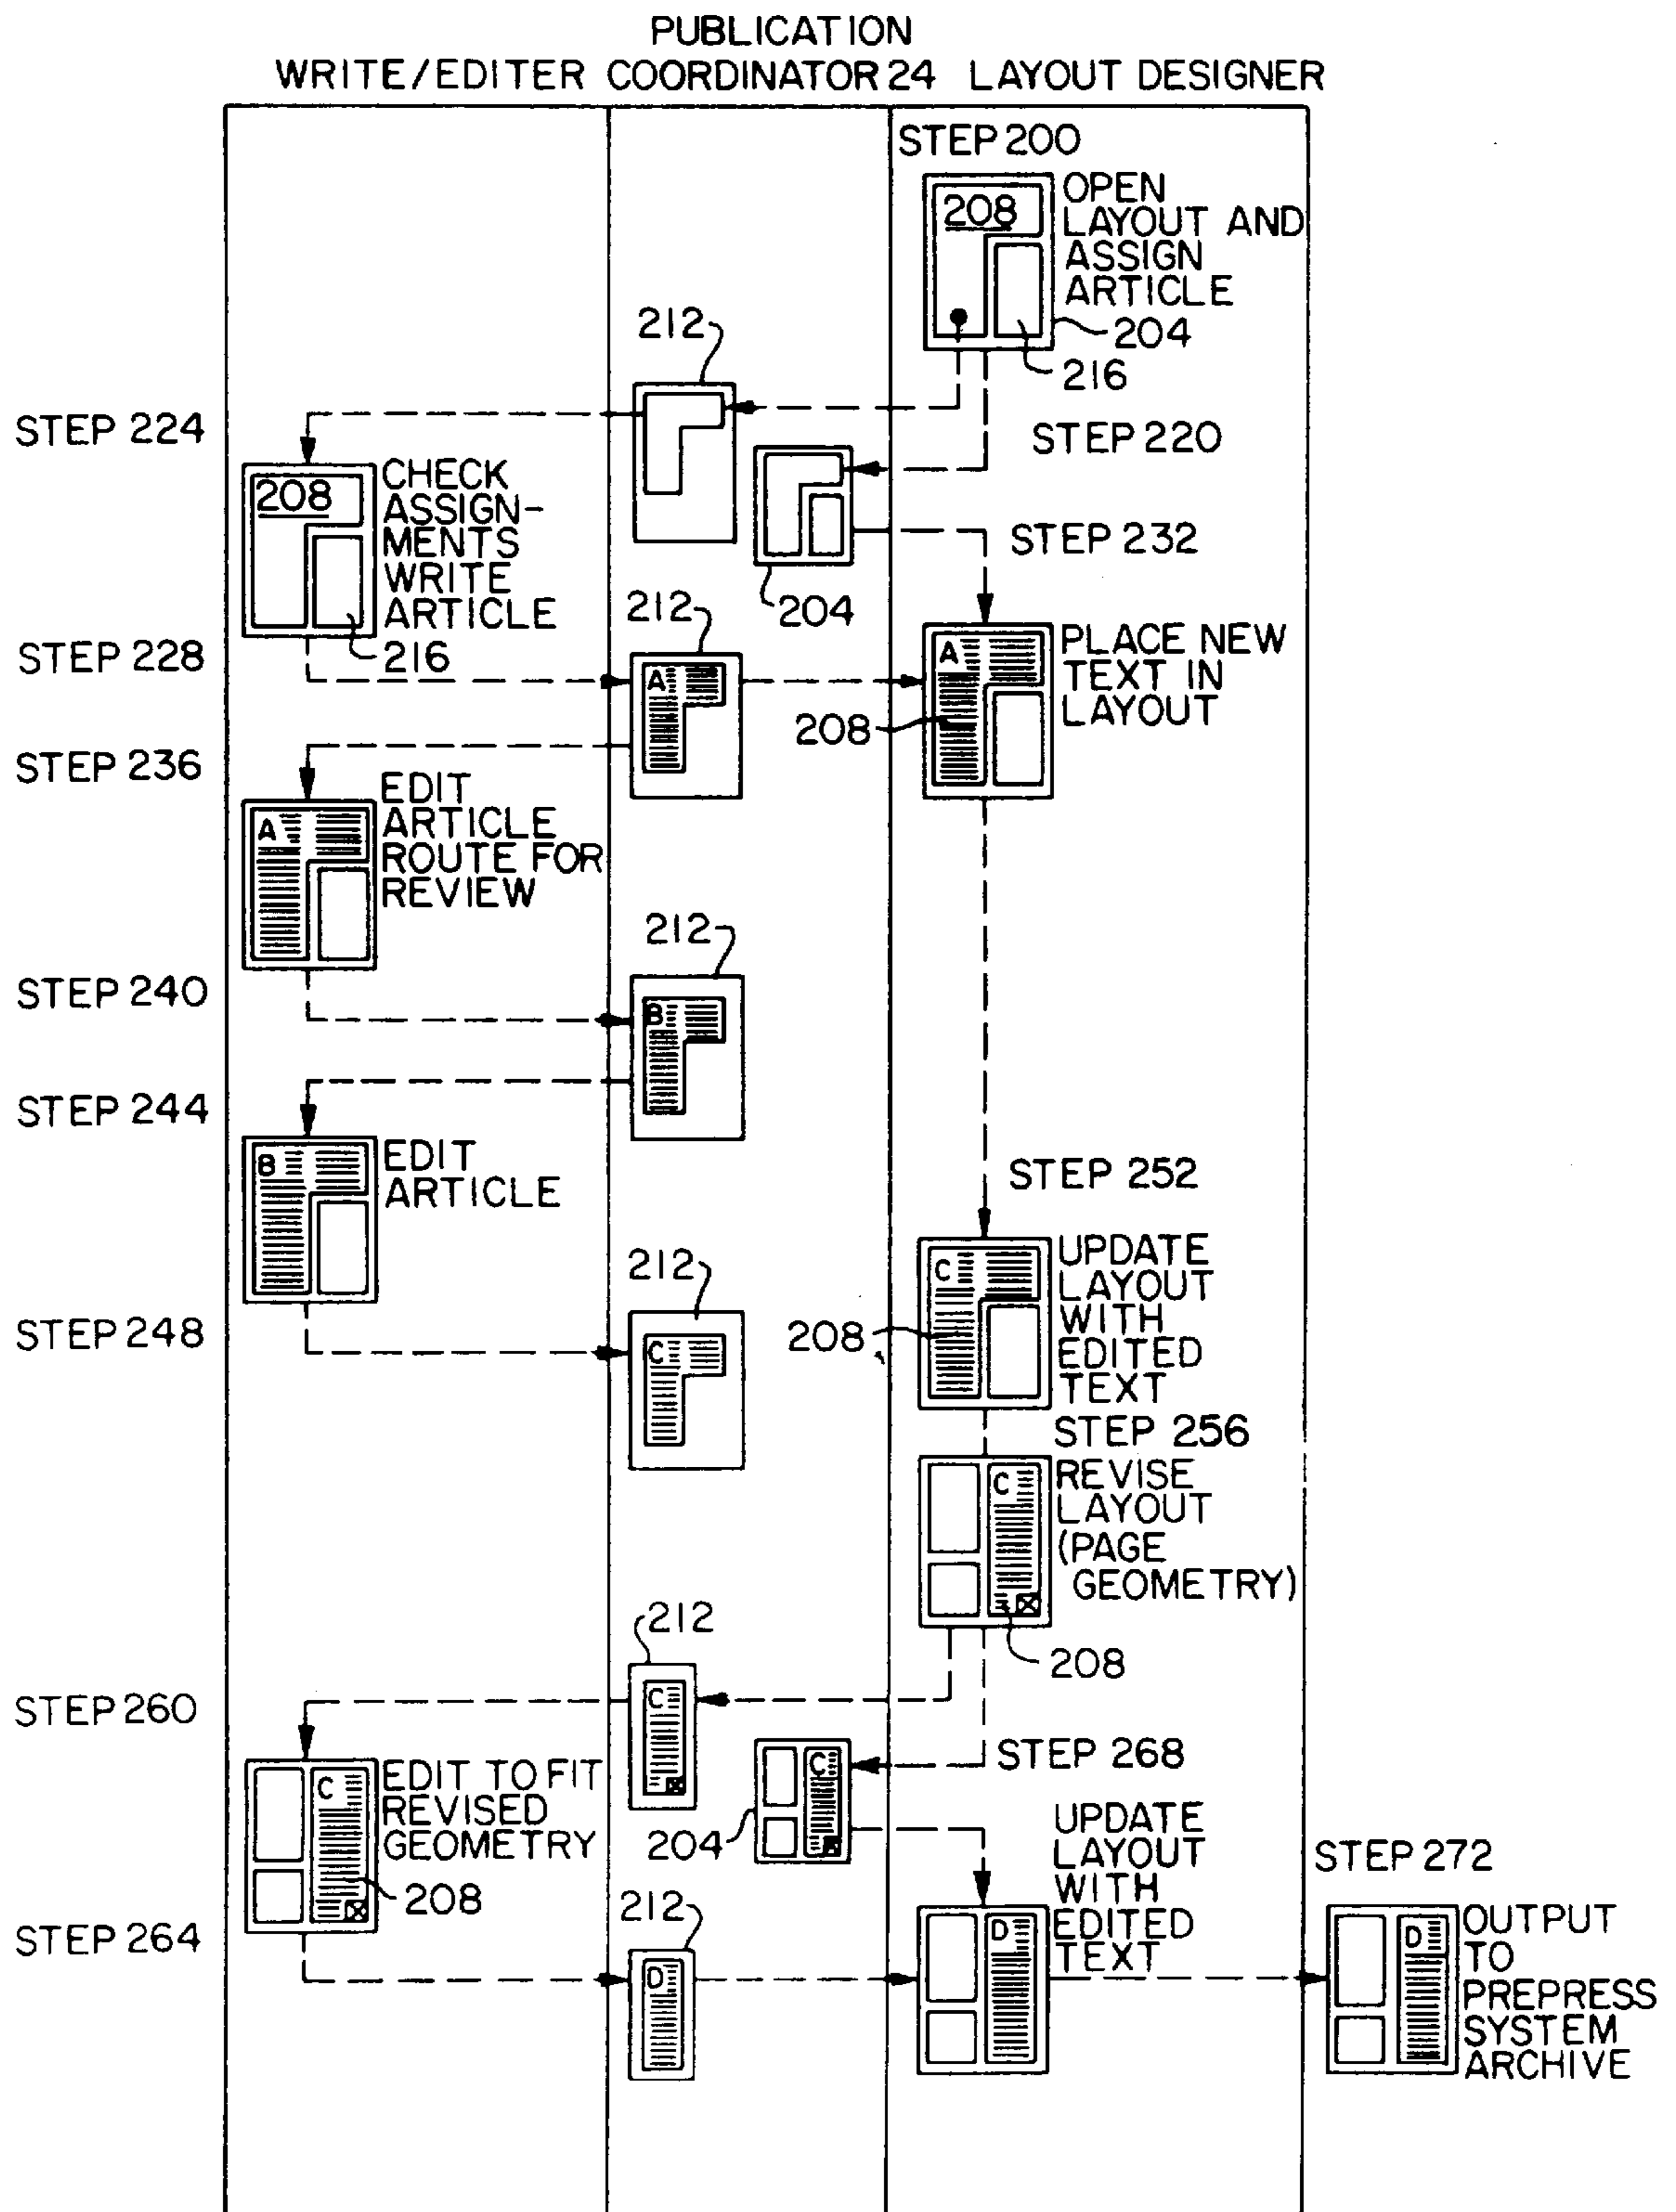 PUBLICATION
WRITE/EDITER COORDINATOR 24 LAYOUT DESIGNER
STEP 200
208
OPEN
LAYOUT AND
ASSIGN
ARTICLE
204
216
212
STEP 224
STEP 220
208
CHECK
ASSIGN-
MENTS
WRITE
ARTICLE
216
STEP 232
204
212
STEP 228
A
A
PLACE NEW
TEXT IN
LAYOUT
208
STEP 236
EDIT
ARTICLE
ROUTE FOR
REVIEW
A
212
STEP 240
B
STEP 244
B
EDIT
ARTICLE
STEP 252
212
C
UPDATE
LAYOUT
WITH
EDITED
TEXT
208
STEP 248
C
STEP 256
C
REVISE
LAYOUT
(PAGE
GEOMETRY)
208
212
C
STEP 260
STEP 268
C
204
C
EDIT TO FIT
REVISED
GEOMETRY
208
UPDATE
LAYOUT
WITH
EDITED
TEXT
STEP 272
212
STEP 264
D
D
D
OUTPUT
TO
PREPRESS
SYSTEM
ARCHIVE